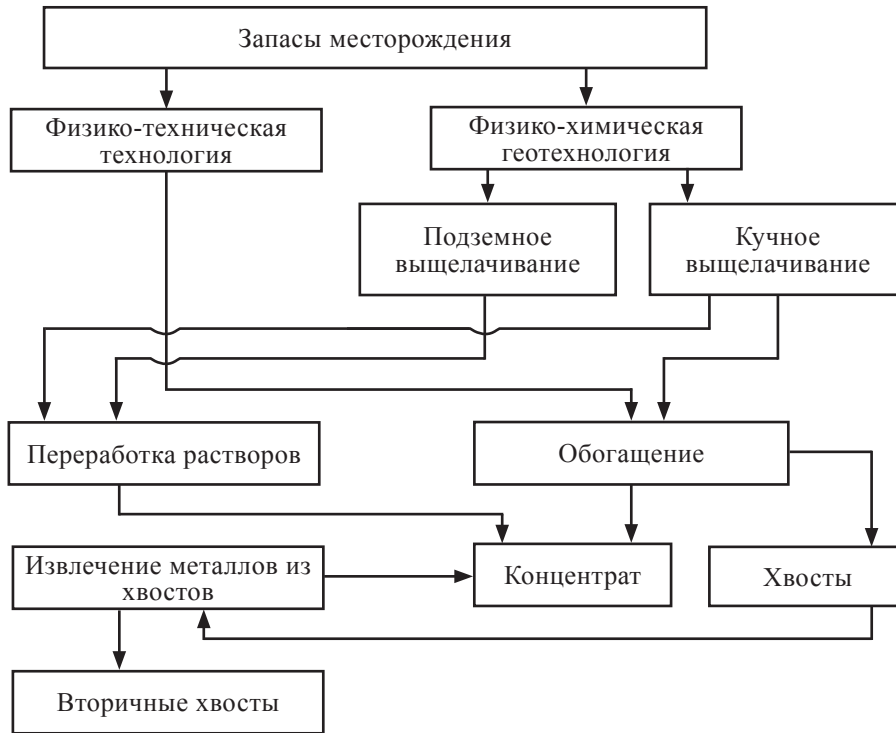 Запасы месторождения
Физико-техническая
технология
Физико-химическая
геотехнология
Подземное
выщелачивание
Кучное
выщелачивание
Переработка растворов
Обогащение
Извлечение металлов из
хвостов
Концентрат
Хвосты
Вторичные хвосты